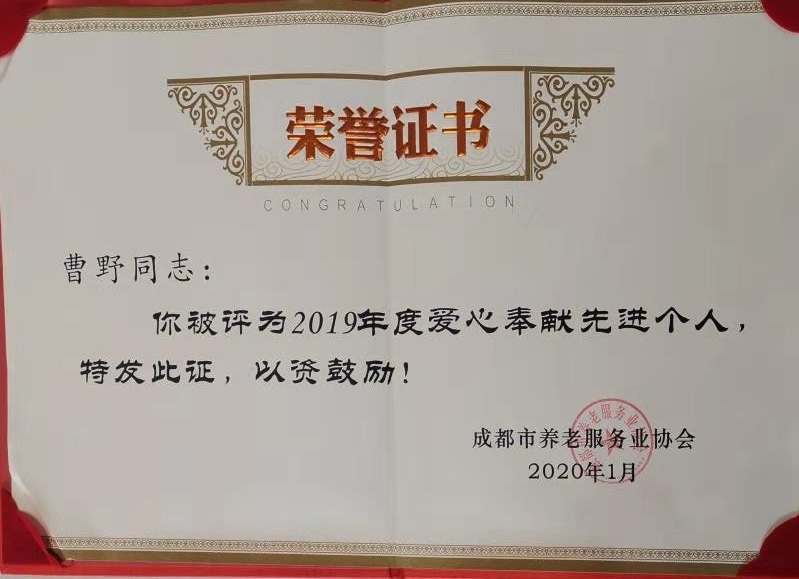 荣誉证书
CONGRATULATION
曹野同志：
你被评为2019年度爱心奉献先进个人，
特发此证，以资鼓励！
成都市养老服务业协会
2020年1月